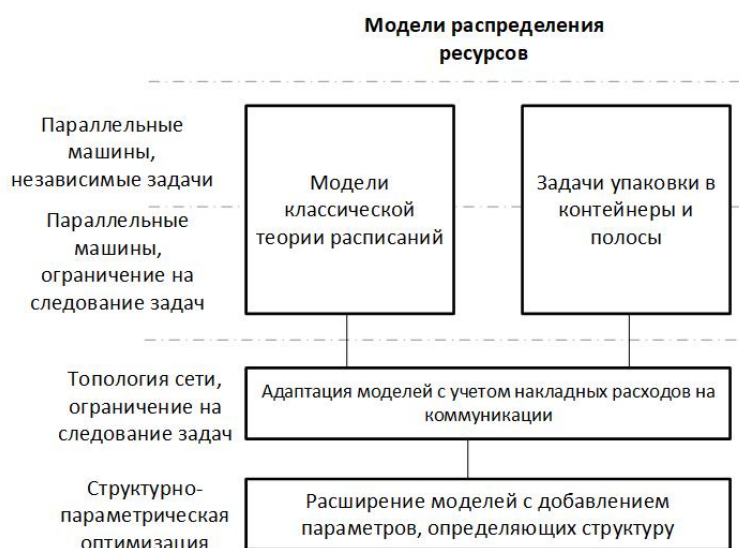 Модели распределения
ресурсов
Параллельные
машины,
независимые задачи
Параллельные
машины,
ограничение на
следование задач
Модели
классической
теории расписаний
Задачи упаковки в
контейнеры и
полосы
Топология сети,
ограничение на
следование задач
Адаптация моделей с учетом накладных расходов на
коммуникации
Структурно-
параметрическая
оптимизация
Расширение моделей с добавлением
параметров, определяющих структуру